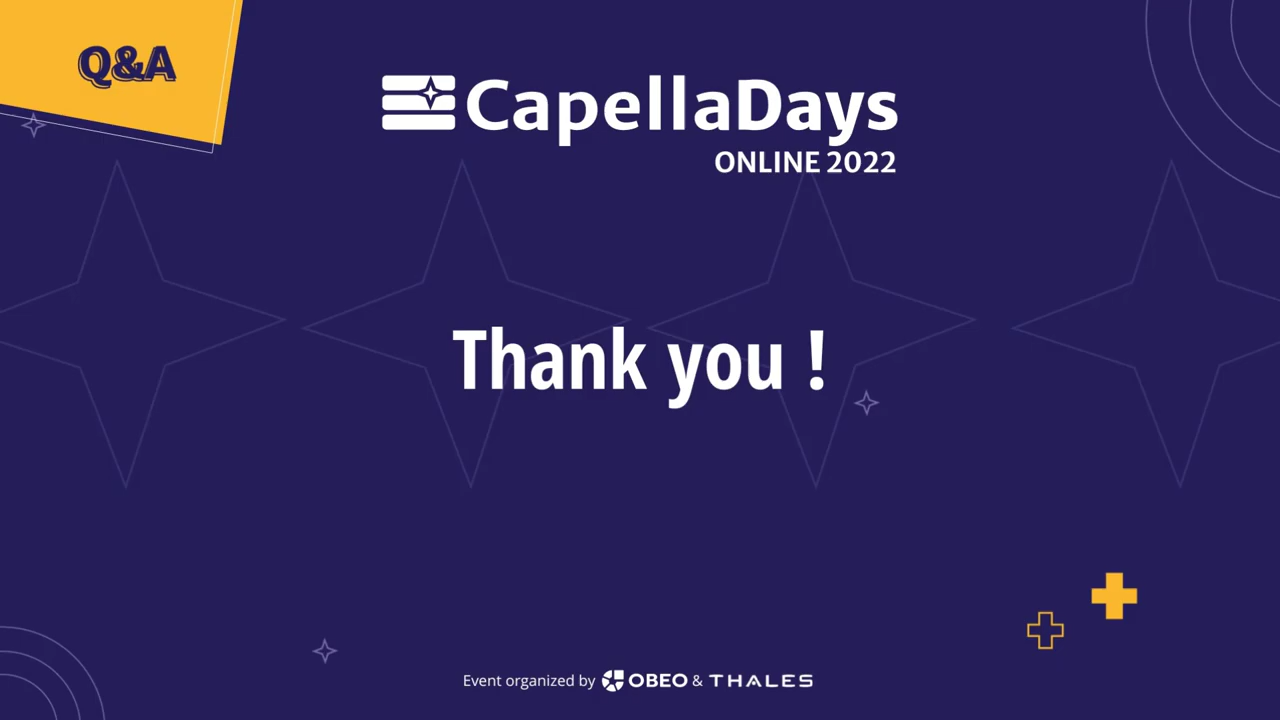 Q&A
CapellaDays
ONLINE 2022
Thank you !
Event organized by OBEO & THALES